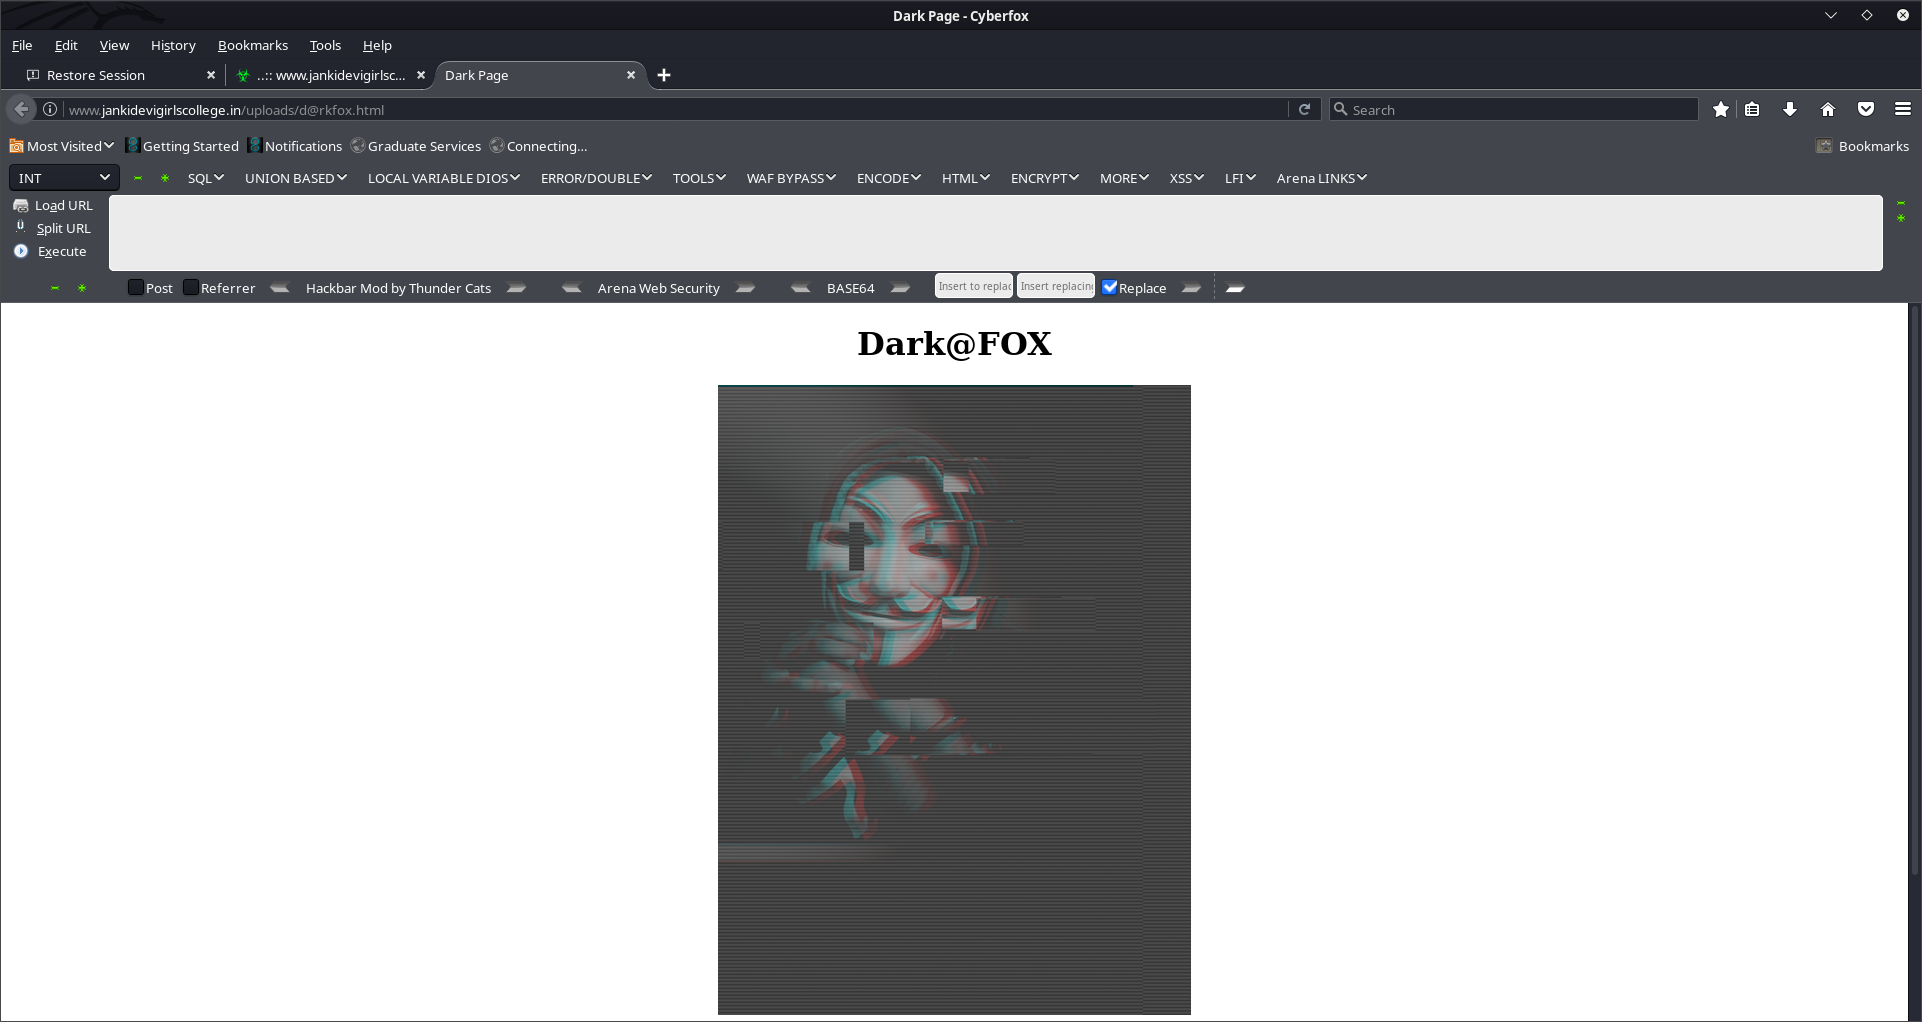 Dark Page - Cyberfox
File Edit View History Bookmarks Tools Help
Restore Session ..:: www.jankidevigirlsc... Dark Page
www.jankidevigirlscollege.in/uploads/d@rkfox.html Search
Most Visited Getting Started Notifications Graduate Services Connecting... Bookmarks
INT SQL UNION BASED LOCAL VARIABLE DIOS ERROR/DOUBLE TOOLS WAF BYPASS ENCODE HTML ENCRYPT MORE XSS LFI Arena LINKS
Load URL
Split URL
Execute
Post Referrer Hackbar Mod by Thunder Cats Arena Web Security BASE64 Insert to replac Insert replacin Replace
Dark@FOX